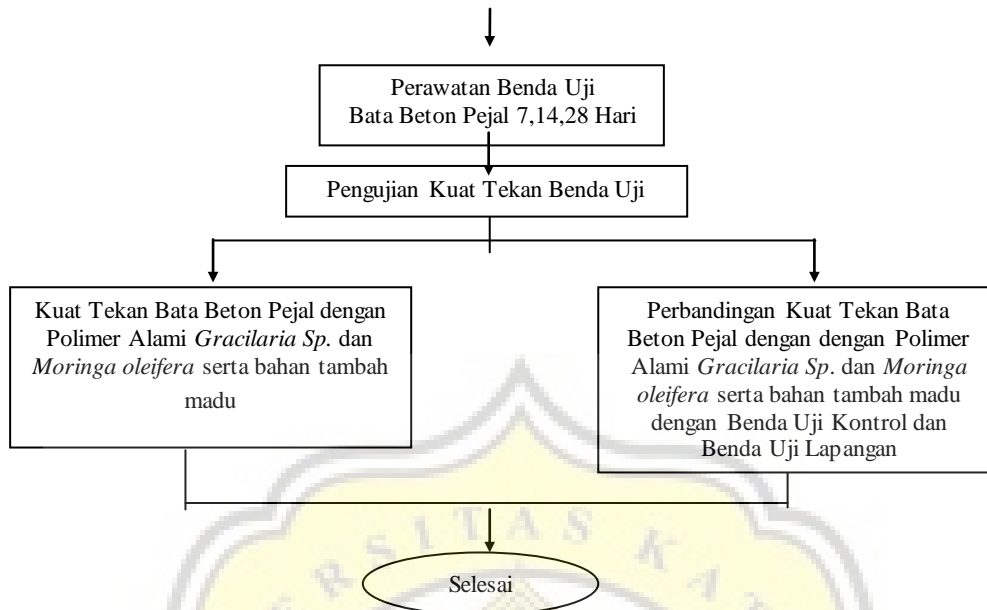 Perawatan Benda Uji
Bata Beton Pejal 7,14,28 Hari
Pengujian Kuat Tekan Benda Uji
Kuat Tekan Bata Beton Pejal dengan
Polimer Alami Gracilaria Sp. dan
Moringa oleifera serta bahan tambah
madu
Perbandingan Kuat Tekan Bata
Beton Pejal dengan dengan Polimer
Alami Gracilaria Sp. dan Moringa
oleifera serta bahan tambah madu
dengan Benda Uji Kontrol dan
Benda Uji Lapangan
ERSITAS KAT
Selesai